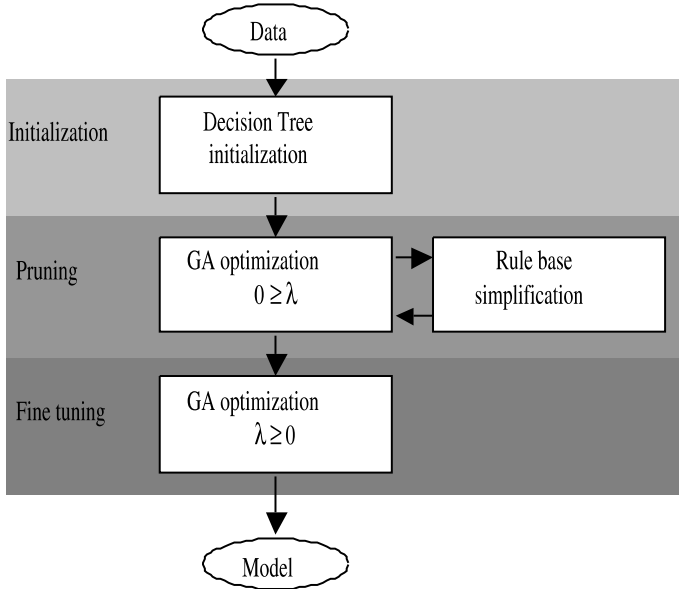 Data
Initialization
Decision Tree
initialization
Pruning
GA optimization
0 ≥ λ
Rule base
simplification
Fine tuning
GA optimization
λ ≥ 0
Model